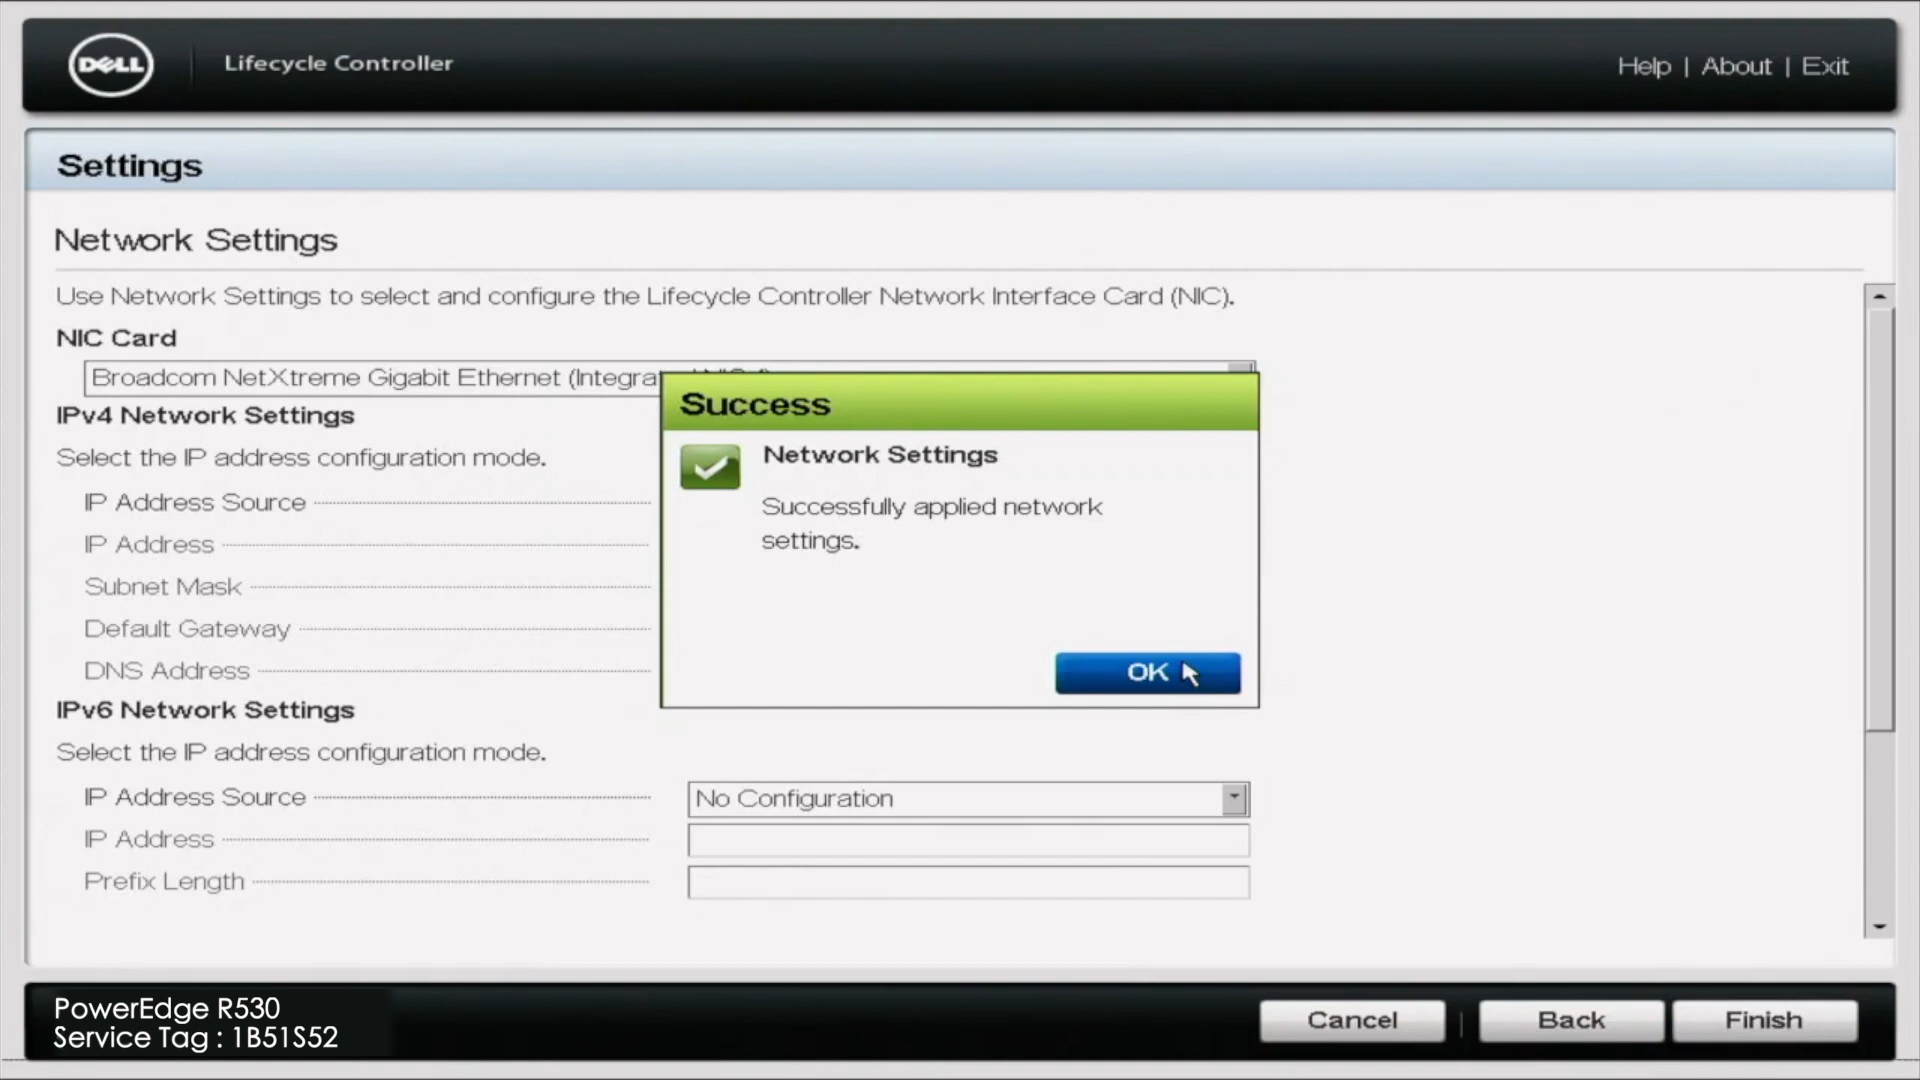 DELL
Lifecycle Controller
Help | About | Exit
Settings
Network Settings
Use Network Settings to select and configure the Lifecycle Controller Network Interface Card (NIC).
NIC Card
Broadcom NetXtreme Gigabit Ethernet
IPv4 Network Settings
Select the IP address configuration mode.
IP Address Source
IP Address
Subnet Mask
Default Gateway
DNS Address
Success
Network Settings
Successfully applied network
settings.
OK
IPv6 Network Settings
Select the IP address configuration mode.
IP Address Source
No Configuration
IP Address
Prefix Length
PowerEdge R530
Service Tag : 1B51S52
Cancel | Back Finish